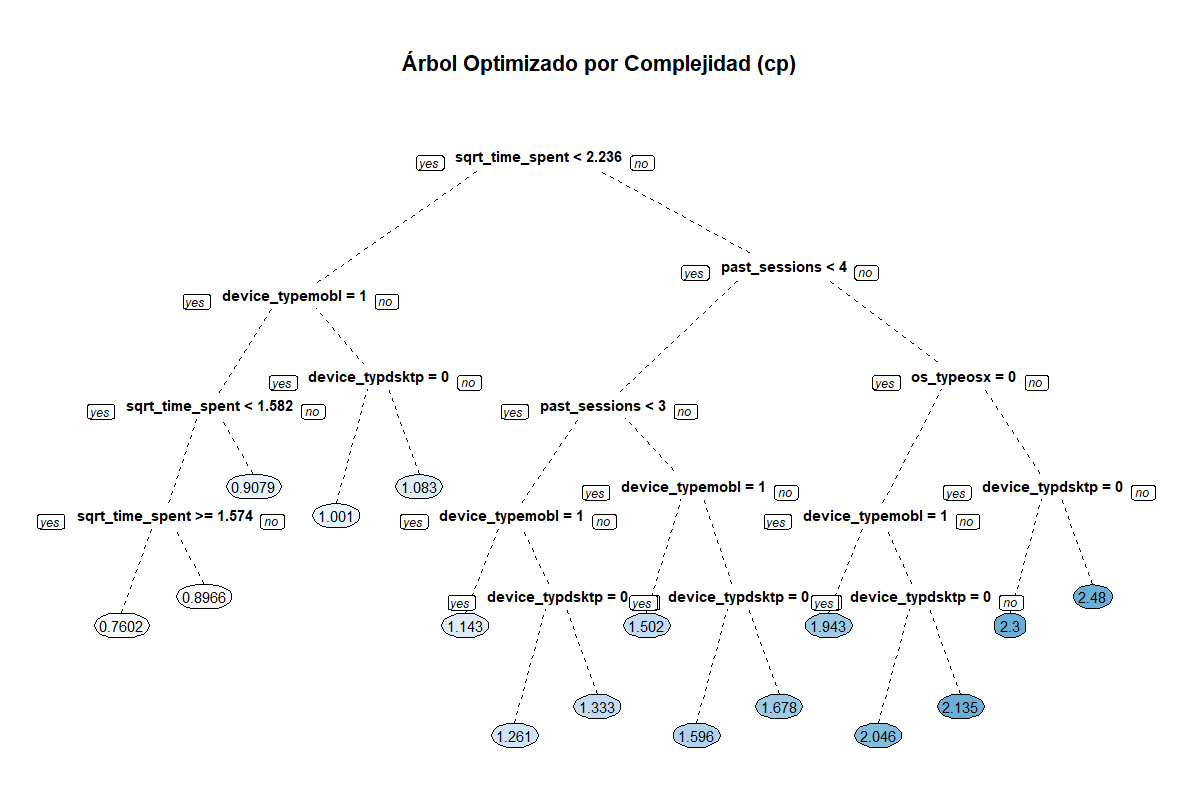 Árbol Optimizado por Complejidad (cp)
yes sqrt_time_spent < 2.236 no
yes past_sessions < 4 no
yes device_typemobl = 1 no
yes device_typdsktp = 0 no
yes os_typeosx = 0 no
yes sqrt_time_spent < 1.582 no
yes past_sessions < 3 no
0.9079
1.083
yes device_typemobl = 1 no
yes device_typdsktp = 0 no
1.001
yes sqrt_time_spent >= 1.574 no
yes device_typemobl = 1 no
yes device_typemobl = 1 no
0.8966
yes device_typdsktp = 0
yes device_typdsktp = 0
yes device_typdsktp = 0 no
2.48
0.7602
1.143
1.502
1.943
2.3
1.333
1.678
2.135
1.261
1.596
2.046